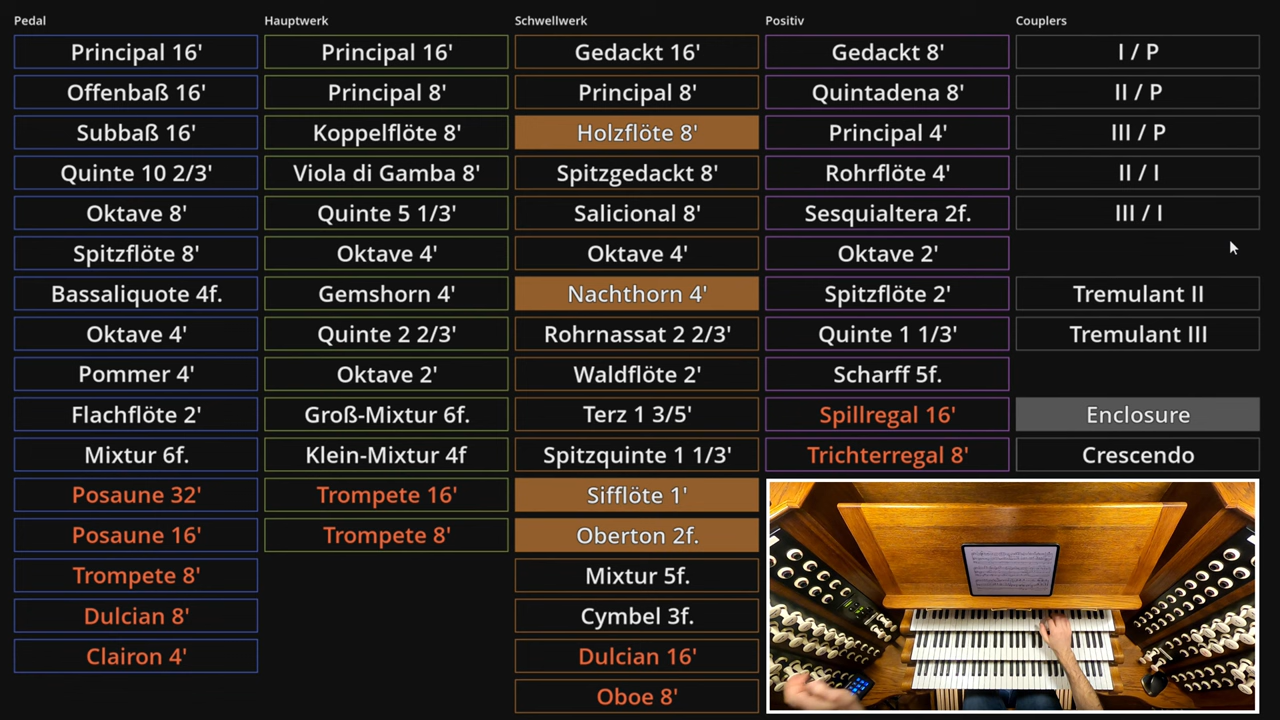 Pedal
Principal 16'
Offenbaß 16'
Subbaß 16'
Quinte 10 2/3'
Oktave 8'
Spitzflöte 8'
Bassaliquote 4f.
Oktave 4'
Pommer 4'
Flachflöte 2'
Mixtur 6f.
Posaune 32'
Posaune 16'
Trompete 8'
Dulcian 8'
Clairon 4'
Hauptwerk
Principal 16'
Principal 8'
Koppelflöte 8'
Viola di Gamba 8'
Quinte 5 1/3'
Oktave 4'
Gemshorn 4'
Quinte 2 2/3'
Oktave 2'
Groß-Mixtur 6f.
Klein-Mixtur 4f
Trompete 16'
Trompete 8'
Schwellwerk
Gedackt 16'
Principal 8'
Holzflöte 8'
Spitzgedackt 8'
Salicional 8'
Oktave 4'
Nachthorn 4'
Rohrnassat 2 2/3'
Waldflöte 2'
Terz 1 3/5'
Spitzquinte 1 1/3'
Sifflöte 1'
Oberton 2f.
Mixtur 5f.
Cymbel 3f.
Dulcian 16'
Oboe 8'
Positiv
Gedackt 8'
Quintadena 8'
Principal 4'
Rohrflöte 4'
Sesquialtera 2f.
Oktave 2'
Spitzflöte 2'
Quinte 1 1/3'
Scharff 5f.
Spillregal 16'
Trichterregal 8'
Couplers
I / P
II / P
III / P
II / I
III / I
Tremulant II
Tremulant III
Enclosure
Crescendo